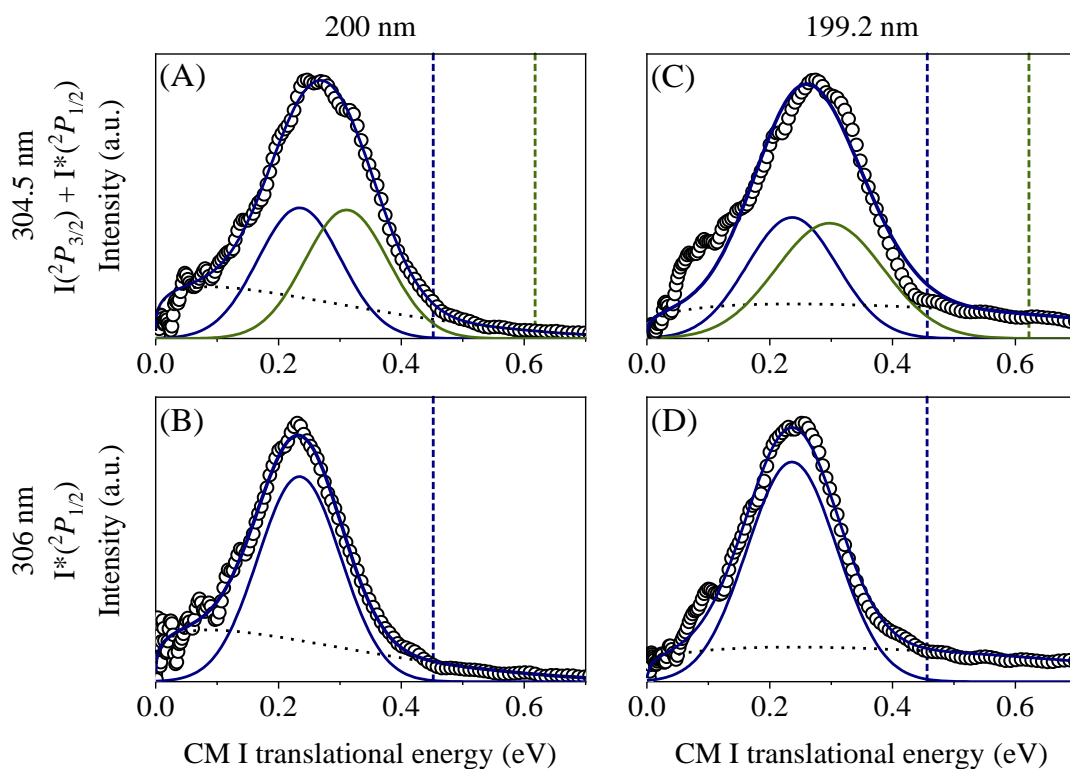 200 nm
199.2 nm
304.5 nm
I(²P₃/₂) + I*(²P₁/₂)
Intensity (a.u.)
(A)
(C)
0.0 0.2 0.4 0.6
0.0 0.2 0.4 0.6
306 nm
I*(²P₁/₂)
Intensity (a.u.)
(B)
(D)
0.0 0.2 0.4 0.6
0.0 0.2 0.4 0.6
CM I translational energy (eV)
CM I translational energy (eV)